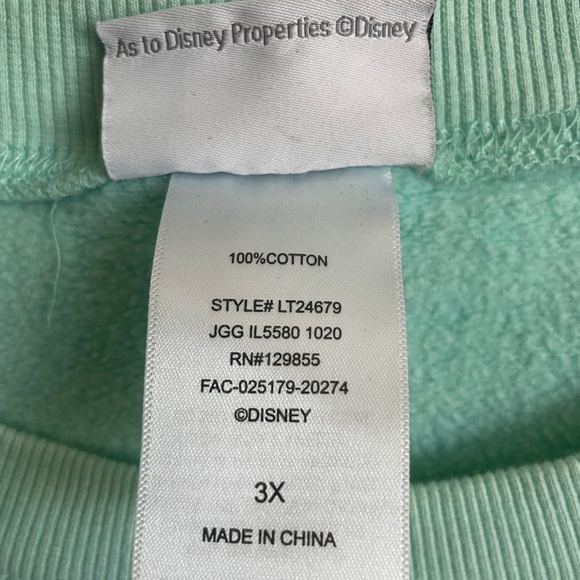 As to Disney Properties ©Disney
100%COTTON
STYLE# LT24679
JGG IL5580 1020
RN#129855
FAC-025179-20274
©DISNEY
3X
MADE IN CHINA